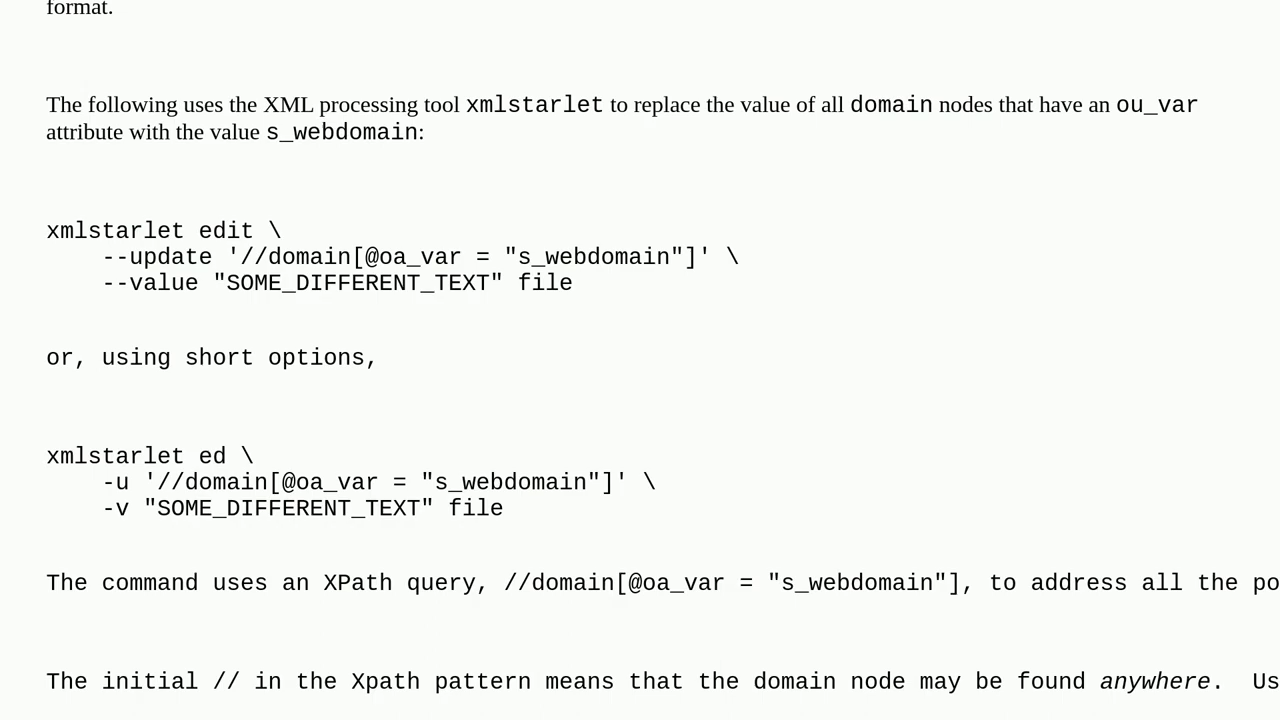 format.
The following uses the XML processing tool xmlstarlet to replace the value of all domain nodes that have an ou_var
attribute with the value s_webdomain:
xmlstarlet edit \
    --update '//domain[@oa_var = "s_webdomain"]' \
    --value "SOME_DIFFERENT_TEXT" file
or, using short options,
xmlstarlet ed \
    -u '//domain[@oa_var = "s_webdomain"]' \
    -v "SOME_DIFFERENT_TEXT" file
The command uses an XPath query, //domain[@oa_var = "s_webdomain"], to address all the po
The initial // in the Xpath pattern means that the domain node may be found anywhere.  Us